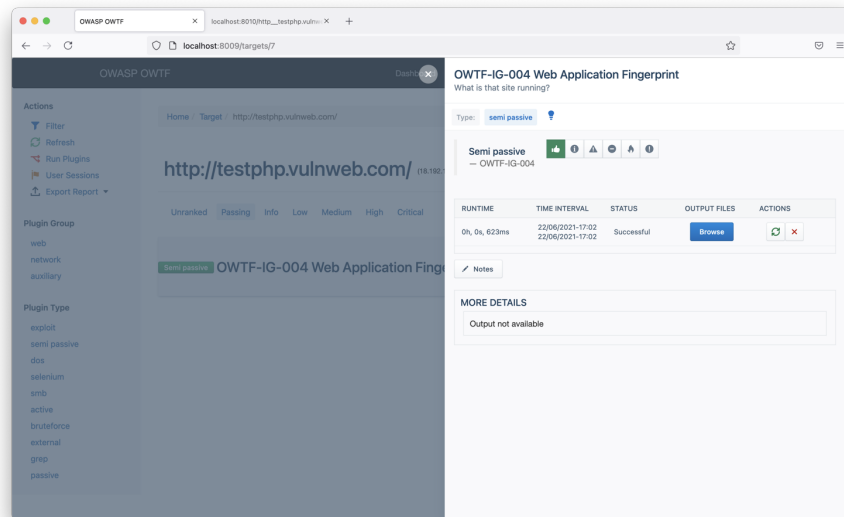 OWASP OWTF
localhost:8010/http__testphp.vulnw
localhost:8009/targets/7
OWASP OWTF
Actions
Filter
Refresh
Run Plugins
User Sessions
Export Report
Plugin Group
web
network
auxiliary
Plugin Type
exploit
semi passive
dos
selenium
smb
active
bruteforce
external
grep
passive
Home / Target / http://testphp.vulnweb.com/
http://testphp.vulnweb.com/ (18.192.
Unranked Passing Info Low Medium High Critical
Semi passive OWTF-IG-004 Web Application Finge
OWTF-IG-004 Web Application Fingerprint
What is that site running?
Type: semi passive
Semi passive
— OWTF-IG-004
RUNTIME TIME INTERVAL STATUS OUTPUT FILES ACTIONS
0h, 0s, 623ms 22/06/2021-17:02 Successful Browse
22/06/2021-17:02
Notes
MORE DETAILS
Output not available